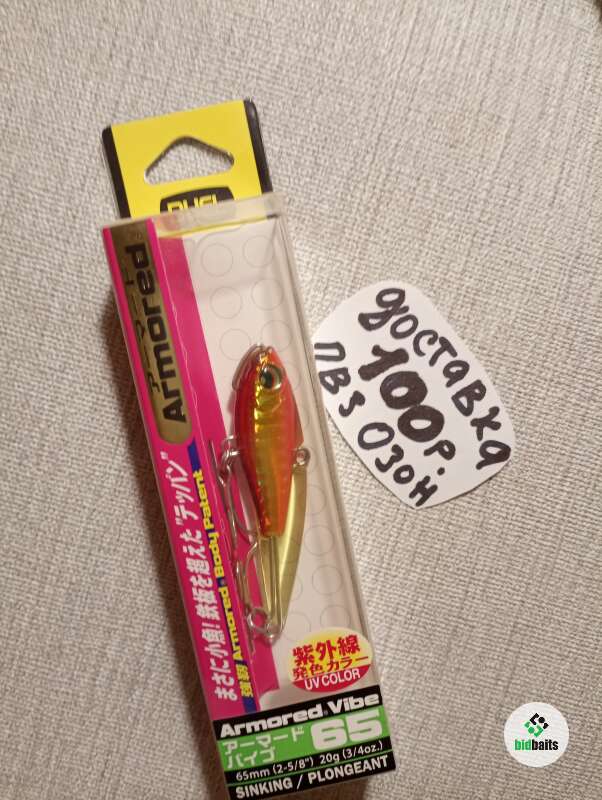 DUEL
アーマード
Armored®
まさに小魚!鉄板を超えた"テッパン"
強靭 Armored® Body Patent
紫外線
発色カラー
UV COLOR
Armored® Vibe
アーマード
バイブ
65
65mm (2-5/8") 20g (3/4oz.)
SINKING / PLONGEANT
доставка
100р.
ПВЗ ОЗОН
bidbaits